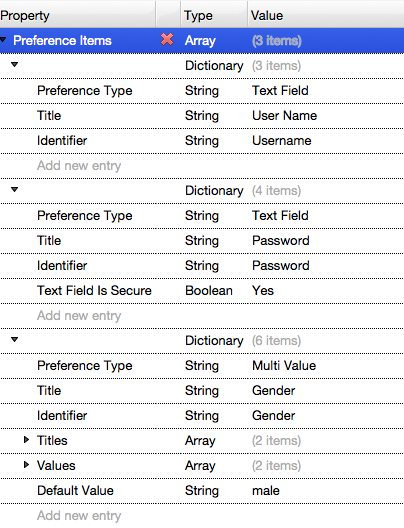 Property Type Value
Preference Items Array (3 items)
Dictionary (3 items)
Preference Type String Text Field
Title String User Name
Identifier String Username
Add new entry
Dictionary (4 items)
Preference Type String Text Field
Title String Password
Identifier String Password
Text Field Is Secure Boolean Yes
Add new entry
Dictionary (6 items)
Preference Type String Multi Value
Title String Gender
Identifier String Gender
Titles Array (2 items)
Values Array (2 items)
Default Value String male
Add new entry